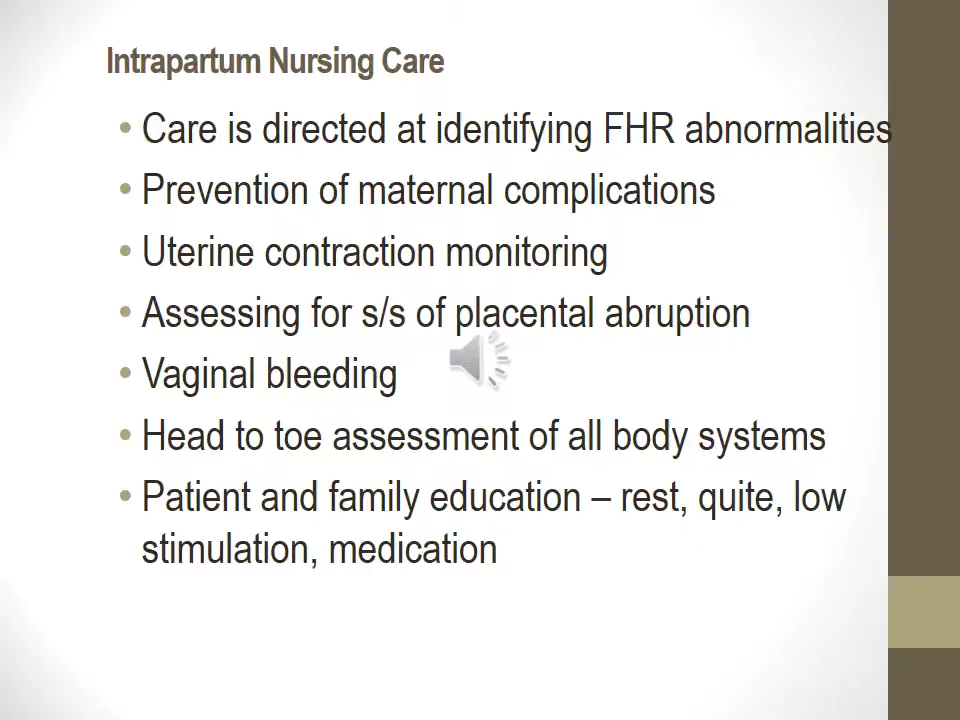 Intrapartum Nursing Care
• Care is directed at identifying FHR abnormalities
• Prevention of maternal complications
• Uterine contraction monitoring
• Assessing for s/s of placental abruption
• Vaginal bleeding
• Head to toe assessment of all body systems
• Patient and family education – rest, quite, low
stimulation, medication